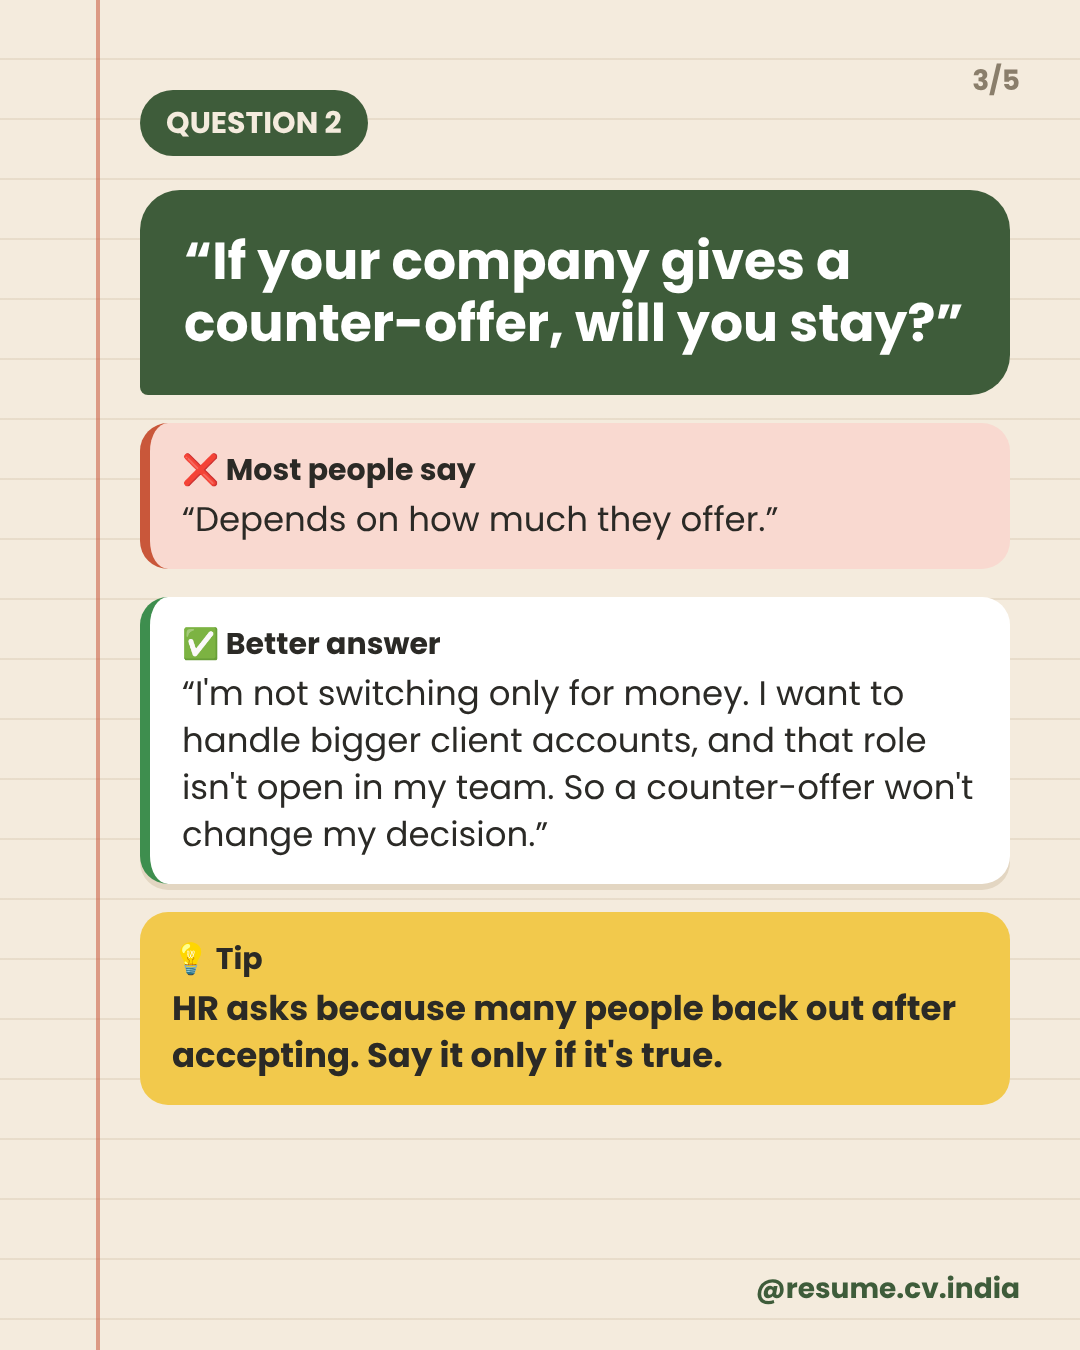 3/5
QUESTION 2
“If your company gives a
counter-offer, will you stay?”
❌ Most people say
“Depends on how much they offer.”
✅ Better answer
“I'm not switching only for money. I want to
handle bigger client accounts, and that role
isn't open in my team. So a counter-offer won't
change my decision.”
💡 Tip
HR asks because many people back out after
accepting. Say it only if it's true.
@resume.cv.india